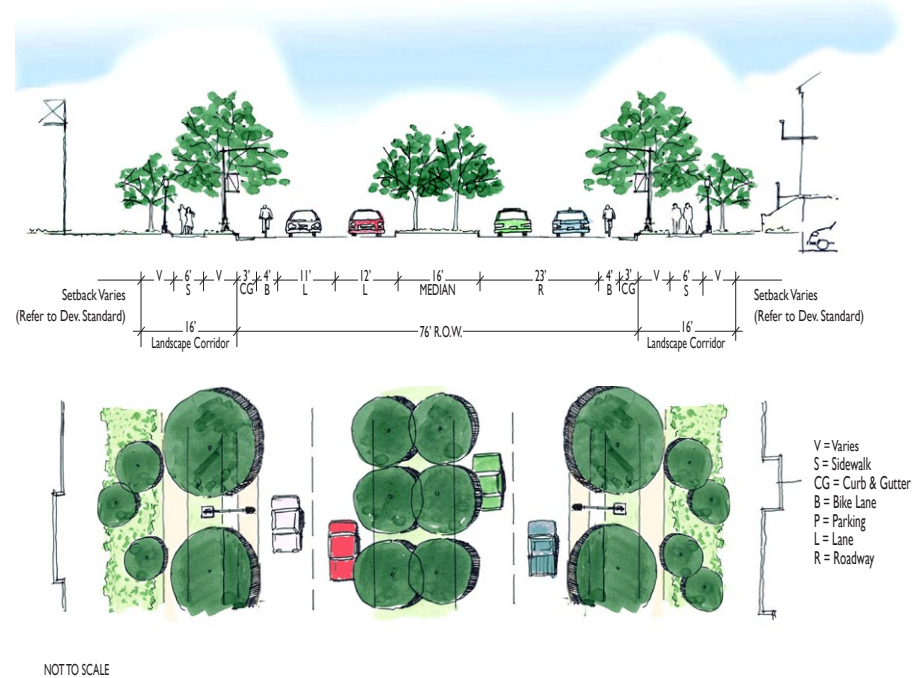 V 6' V 3' 4' 11' 12' 16' 23' 4' 3' V 6' V
S CG B L L MEDIAN R B CG S
Setback Varies
(Refer to Dev. Standard)
Setback Varies
(Refer to Dev. Standard)
16'
Landscape Corridor
76' R.O.W.
16'
Landscape Corridor
V = Varies
S = Sidewalk
CG = Curb & Gutter
B = Bike Lane
P = Parking
L = Lane
R = Roadway
NOT TO SCALE